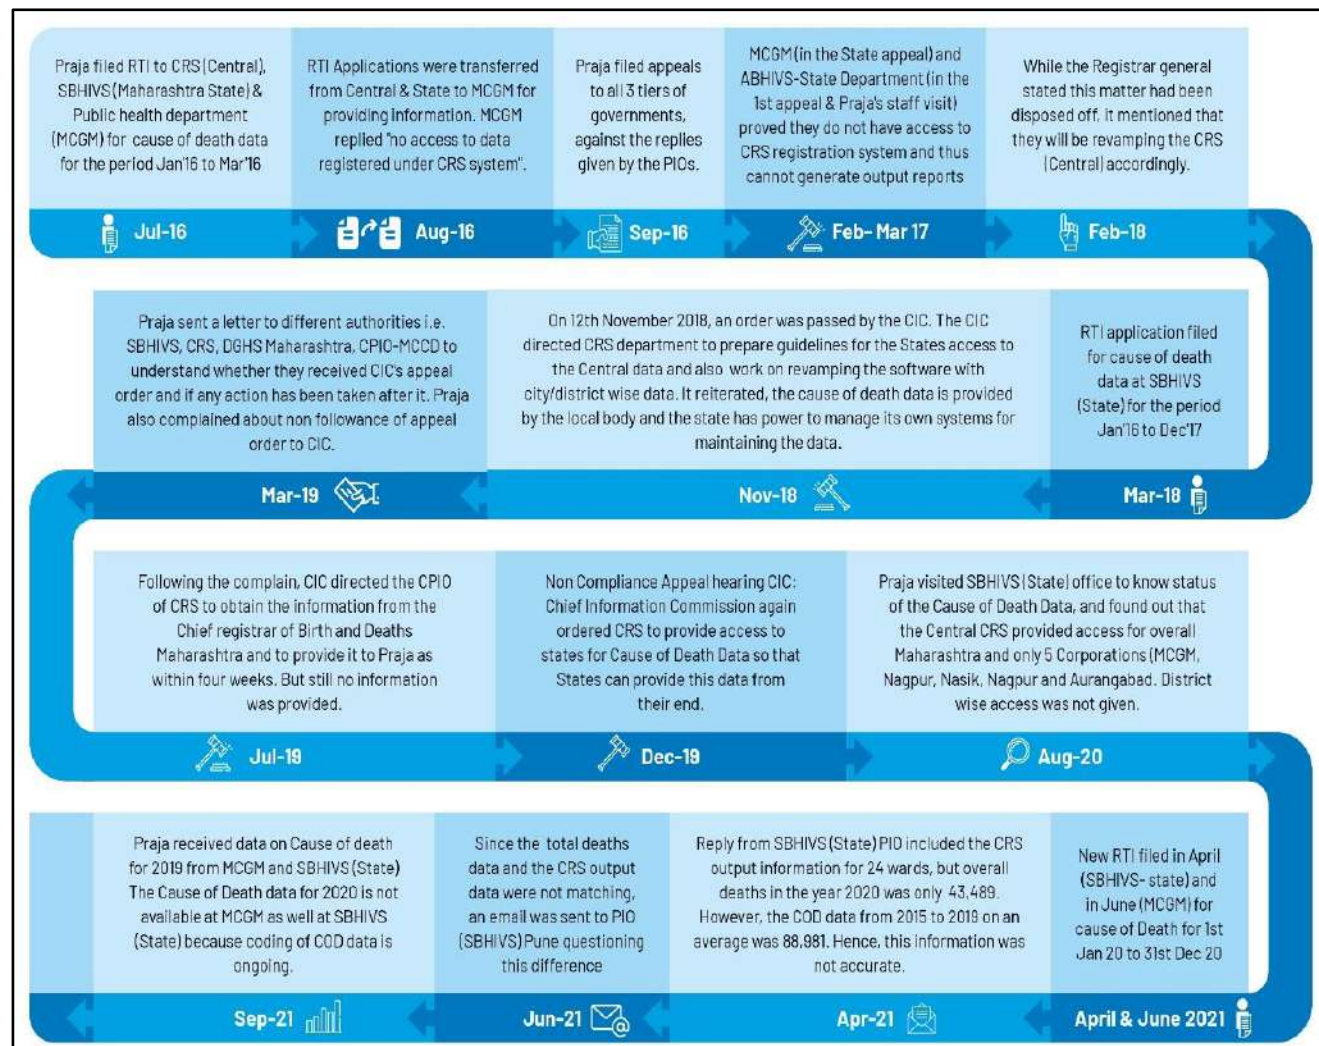 Praja filed RTI to CRS (Central),
SBHIVS (Maharashtra State) &
Public health department
(MCGM) for cause of death data
for the period Jan'16 to Mar'16
Jul-16
RTI Applications were transferred
from Central & State to MCGM for
providing information. MCGM
replied "no access to data
registered under CRS system".
Aug-16
Praja filed appeals
to all 3 tiers of
governments,
against the replies
given by the PIOs.
Sep-16
MCGM (in the State appeal) and
ABHIVS-State Department (in the
1st appeal & Praja's staff visit)
proved they do not have access to
CRS registration system and thus
cannot generate output reports
Feb- Mar 17
While the Registrar general
stated this matter had been
disposed off, it mentioned that
they will be revamping the CRS
(Central) accordingly.
Feb-18
RTI application filed
for cause of death
data at SBHIVS
(State) for the period
Jan'16 to Dec'17
Mar-18
On 12th November 2018, an order was passed by the CIC. The CIC
directed CRS department to prepare guidelines for the States access to
the Central data and also work on revamping the software with
city/district wise data. It reiterated, the cause of death data is provided
by the local body and the state has power to manage its own systems for
maintaining the data.
Nov-18
Praja sent a letter to different authorities i.e.
SBHIVS, CRS, DGHS Maharashtra, CPIO-MCCD to
understand whether they received CIC's appeal
order and if any action has been taken after it. Praja
also complained about non followance of appeal
order to CIC.
Mar-19
Following the complain, CIC directed the CPIO
of CRS to obtain the information from the
Chief registrar of Birth and Deaths
Maharashtra and to provide it to Praja as
within four weeks. But still no information
was provided.
Jul-19
Non Compliance Appeal hearing CIC:
Chief Information Commission again
ordered CRS to provide access to
states for Cause of Death Data so that
States can provide this data from
their end.
Dec-19
Praja visited SBHIVS (State) office to know status
of the Cause of Death Data, and found out that
the Central CRS provided access for overall
Maharashtra and only 5 Corporations (MCGM,
Nagpur, Nasik, Nagpur and Aurangabad. District
wise access was not given.
Aug-20
New RTI filed in April
(SBHIVS- state) and
in June (MCGM) for
cause of Death for 1st
Jan 20 to 31st Dec 20
April & June 2021
Reply from SBHIVS (State) PIO included the CRS
output information for 24 wards, but overall
deaths in the year 2020 was only 43,489.
However, the COD data from 2015 to 2019 on an
average was 88,981. Hence, this information was
not accurate.
Apr-21
Since the total deaths
data and the CRS output
data were not matching,
an email was sent to PIO
(SBHIVS) Pune questioning
this difference
Jun-21
Praja received data on Cause of death
for 2019 from MCGM and SBHIVS (State)
The Cause of Death data for 2020 is not
available at MCGM as well at SBHIVS
(State) because coding of COD data is
ongoing.
Sep-21